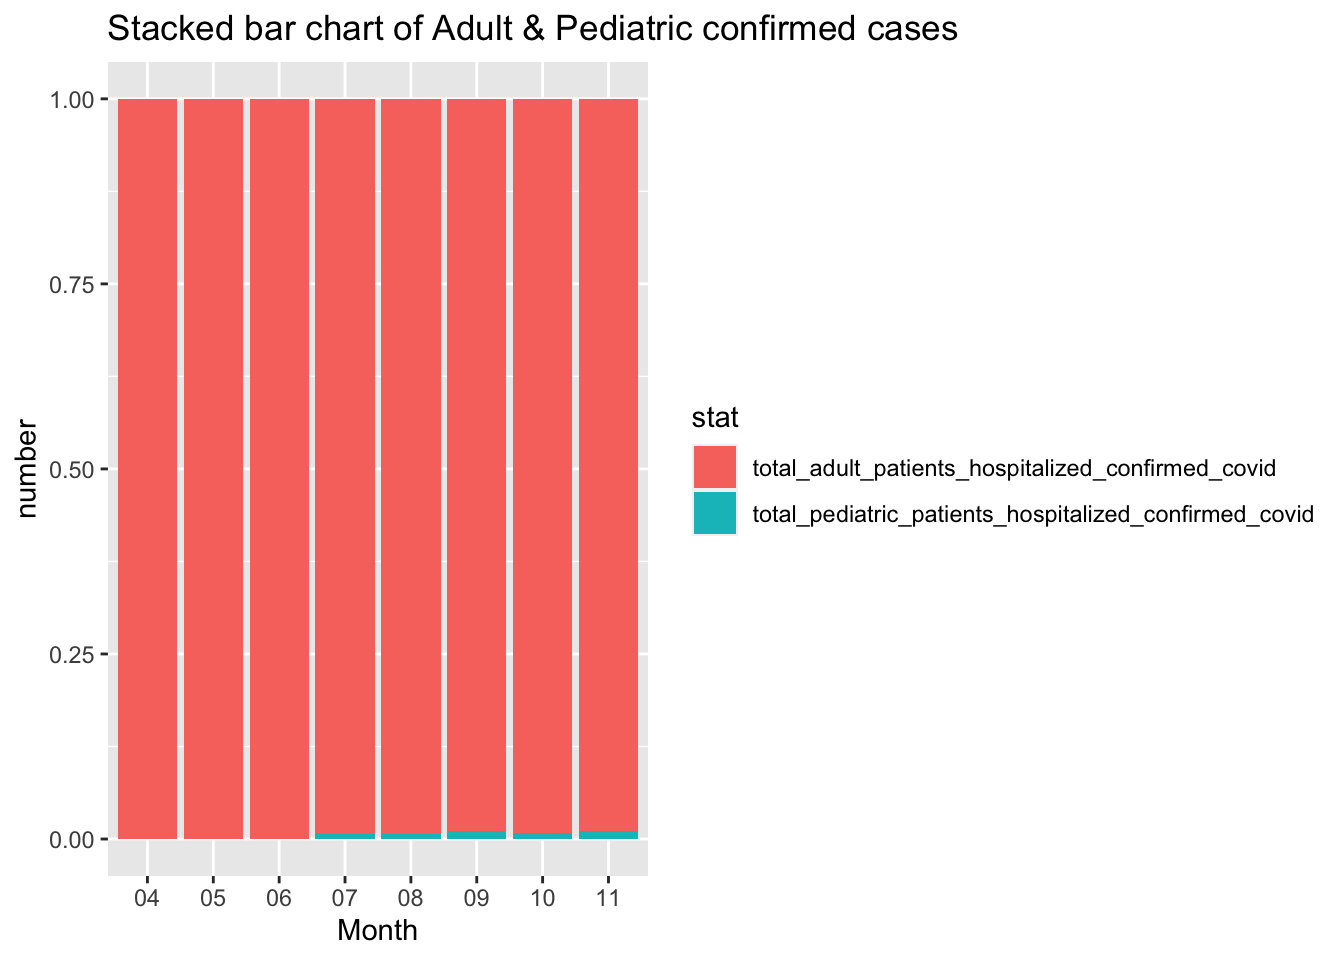 Stacked bar chart of Adult & Pediatric confirmed cases
1.00
0.75
0.50
0.25
0.00
number
04 05 06 07 08 09 10 11
Month
stat
total_adult_patients_hospitalized_confirmed_covid
total_pediatric_patients_hospitalized_confirmed_covid